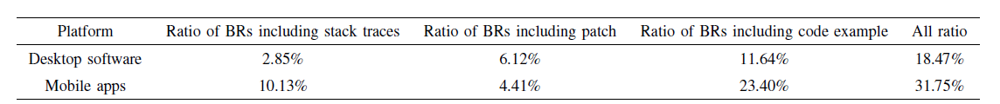 Platform Ratio of BRs including stack traces Ratio of BRs including patch Ratio of BRs including code example All ratio
Desktop software 2.85% 6.12% 11.64% 18.47%
Mobile apps 10.13% 4.41% 23.40% 31.75%